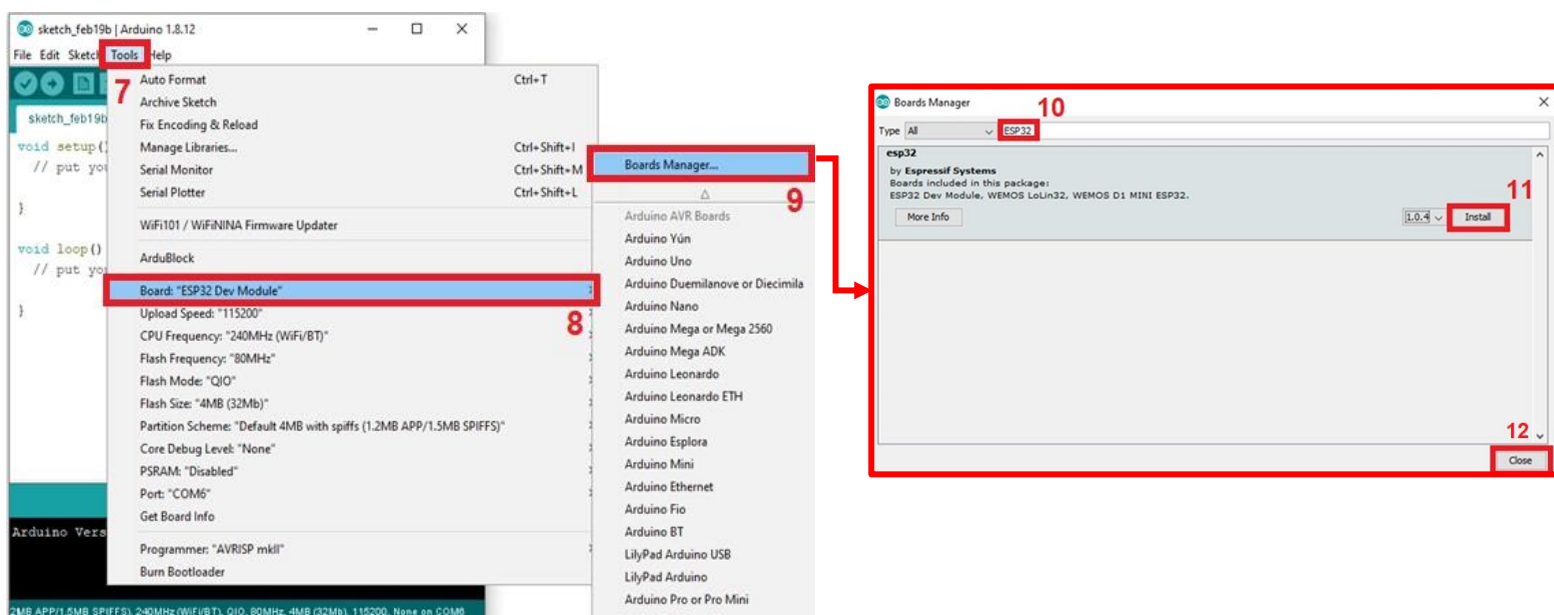 sketch_feb19b | Arduino 1.8.12
File Edit Sketch Tools Help
7
sketch_feb19b
void setup()
// put you
}
void loop()
// put you
}
Arduino Vers
2MB APP/1.5MB SPIFFS), 240MHz (WiFi/BT), QIO, 80MHz, 4MB (32Mb), 115200, None on COM6
Auto Format Ctrl+T
Archive Sketch
Fix Encoding & Reload
Manage Libraries... Ctrl+Shift+I
Serial Monitor Ctrl+Shift+M
Serial Plotter Ctrl+Shift+L
WiFi101 / WiFiNINA Firmware Updater
ArduBlock
Board: "ESP32 Dev Module"
8
Upload Speed: "115200"
CPU Frequency: "240MHz (WiFi/BT)"
Flash Frequency: "80MHz"
Flash Mode: "QIO"
Flash Size: "4MB (32Mb)"
Partition Scheme: "Default 4MB with spiffs (1.2MB APP/1.5MB SPIFFS)"
Core Debug Level: "None"
PSRAM: "Disabled"
Port: "COM6"
Get Board Info
Programmer: "AVRISP mkII"
Burn Bootloader
Boards Manager...
9
Arduino AVR Boards
Arduino Yún
Arduino Uno
Arduino Duemilanove or Diecimila
Arduino Nano
Arduino Mega or Mega 2560
Arduino Mega ADK
Arduino Leonardo
Arduino Leonardo ETH
Arduino Micro
Arduino Esplora
Arduino Mini
Arduino Ethernet
Arduino Fio
Arduino BT
LilyPad Arduino USB
LilyPad Arduino
Arduino Pro or Pro Mini
Boards Manager
10
Type All ESP32
esp32
by Espressif Systems
Boards included in this package:
ESP32 Dev Module, WEMOS LoLin32, WEMOS D1 MINI ESP32.
11
More Info 1.0.4 Install
12
Close